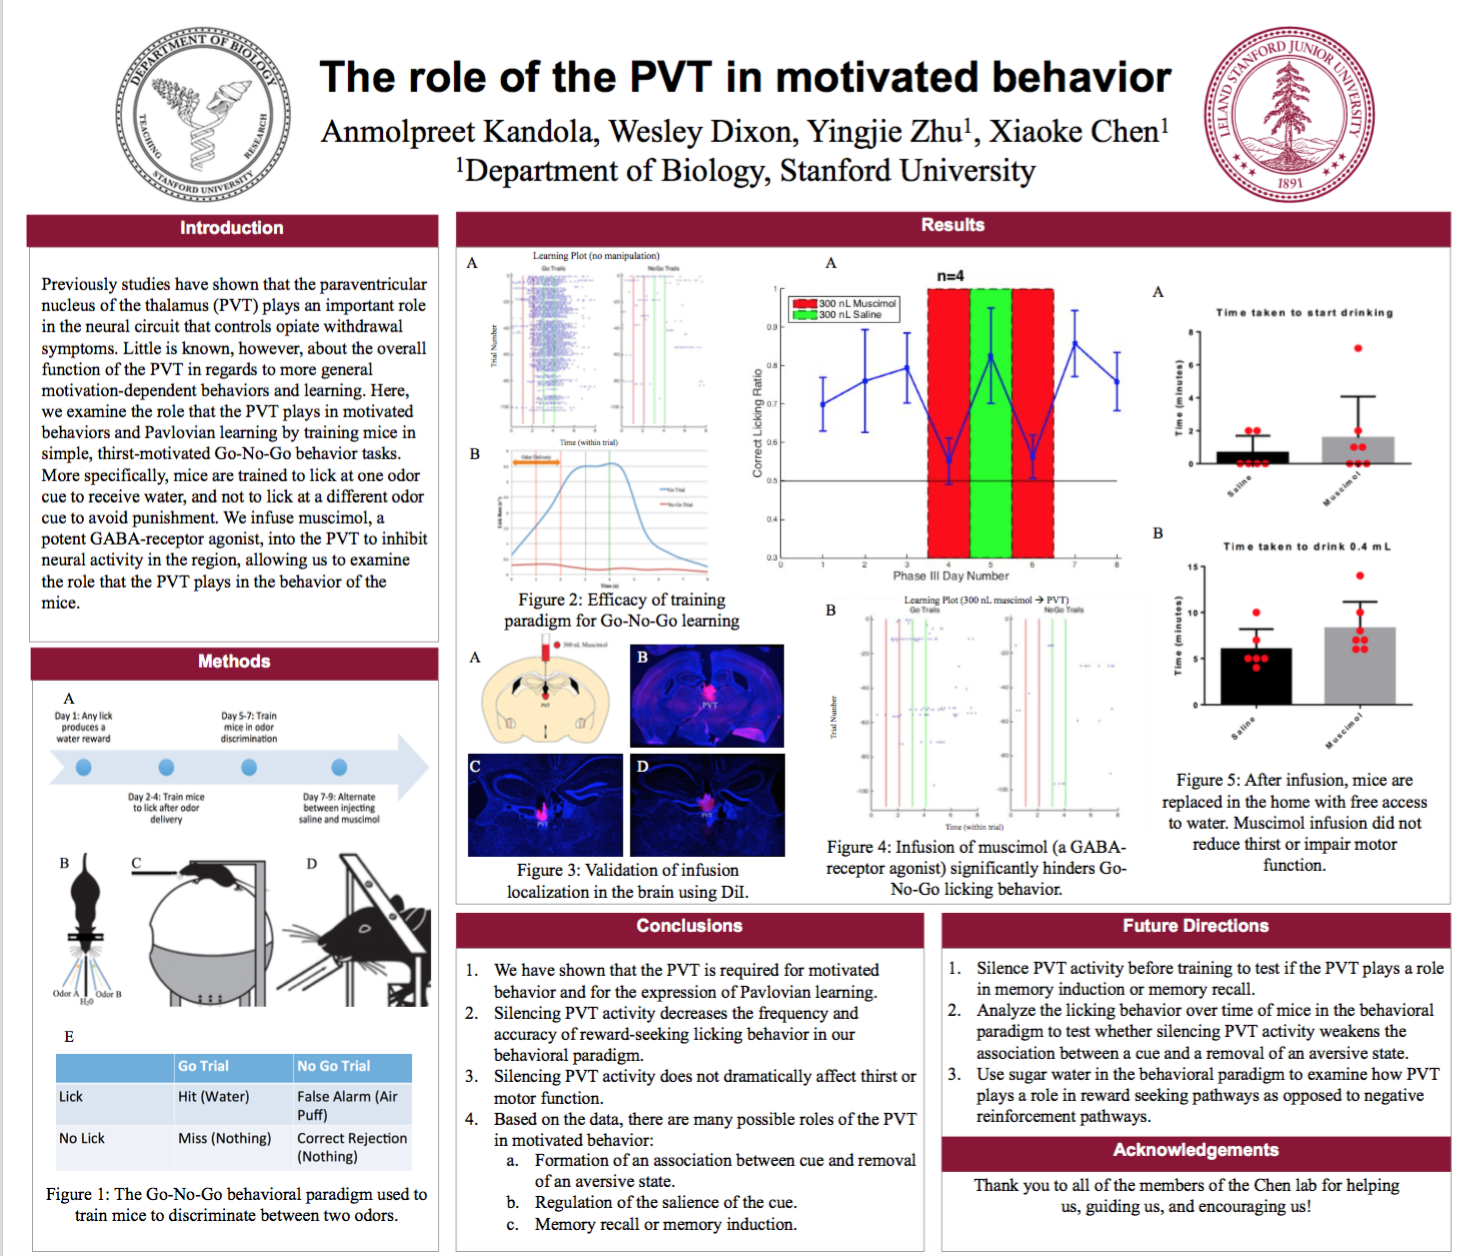 DEPARTMENT OF BIOLOGY
TEACHING
RESEARCH
STANFORD UNIVERSITY
The role of the PVT in motivated behavior
Anmolpreet Kandola, Wesley Dixon, Yingjie Zhu¹, Xiaoke Chen¹
¹Department of Biology, Stanford University
LELAND STANFORD JUNIOR UNIVERSITY
1891
Introduction
Previously studies have shown that the paraventricular
nucleus of the thalamus (PVT) plays an important role
in the neural circuit that controls opiate withdrawal
symptoms. Little is known, however, about the overall
function of the PVT in regards to more general
motivation-dependent behaviors and learning. Here,
we examine the role that the PVT plays in motivated
behaviors and Pavlovian learning by training mice in
simple, thirst-motivated Go-No-Go behavior tasks.
More specifically, mice are trained to lick at one odor
cue to receive water, and not to lick at a different odor
cue to avoid punishment. We infuse muscimol, a
potent GABA-receptor agonist, into the PVT to inhibit
neural activity in the region, allowing us to examine
the role that the PVT plays in the behavior of the
mice.
Methods
A
Day 1: Any lick
produces a
water reward
Day 5-7: Train
mice in odor
discrimination
Day 2-4: Train mice
to lick after odor
delivery
Day 7-9: Alternate
between injecting
saline and muscimol
B
C
D
Odor A
Odor B
H₂0
E
Go Trial
No Go Trial
Lick
Hit (Water)
False Alarm (Air
Puff)
No Lick
Miss (Nothing)
Correct Rejection
(Nothing)
Figure 1: The Go-No-Go behavioral paradigm used to
train mice to discriminate between two odors.
Results
A
Learning Plot (no manipulation)
Go Trails
NoGo Trails
Trial Number
Time (within trial)
B
Odor Delivery
Go Trial
No Go Trial
Figure 2: Efficacy of training
paradigm for Go-No-Go learning
A
300 nL Muscimol
PVT
B
PVT
C
PVT
D
PVT
Figure 3: Validation of infusion
localization in the brain using DiI.
A
n=4
300 nL Muscimol
300 nL Saline
Correct Licking Ratio
1
0.9
0.8
0.7
0.6
0.5
0.4
0.3
0 1 2 3 4 5 6 7 8
Phase III Day Number
B
Learning Plot (300 nL muscimol → PVT)
Go Trails
NoGo Trails
Trial Number
Time (within trial)
Figure 4: Infusion of muscimol (a GABA-
receptor agonist) significantly hinders Go-
No-Go licking behavior.
A
Time taken to start drinking
Time (minutes)
8
6
4
2
0
Saline
Muscimol
B
Time taken to drink 0.4 mL
Time (minutes)
15
10
5
0
Saline
Muscimol
Figure 5: After infusion, mice are
replaced in the home with free access
to water. Muscimol infusion did not
reduce thirst or impair motor
function.
Conclusions
1. We have shown that the PVT is required for motivated
behavior and for the expression of Pavlovian learning.
2. Silencing PVT activity decreases the frequency and
accuracy of reward-seeking licking behavior in our
behavioral paradigm.
3. Silencing PVT activity does not dramatically affect thirst or
motor function.
4. Based on the data, there are many possible roles of the PVT
in motivated behavior:
a. Formation of an association between cue and removal
of an aversive state.
b. Regulation of the salience of the cue.
c. Memory recall or memory induction.
Future Directions
1. Silence PVT activity before training to test if the PVT plays a role
in memory induction or memory recall.
2. Analyze the licking behavior over time of mice in the behavioral
paradigm to test whether silencing PVT activity weakens the
association between a cue and a removal of an aversive state.
3. Use sugar water in the behavioral paradigm to examine how PVT
plays a role in reward seeking pathways as opposed to negative
reinforcement pathways.
Acknowledgements
Thank you to all of the members of the Chen lab for helping
us, guiding us, and encouraging us!